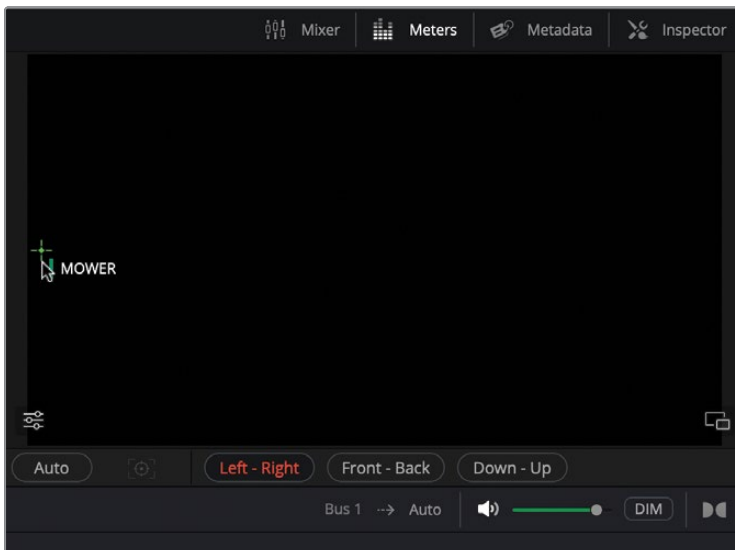 Mixer Meters Metadata Inspector
MOWER
Auto Left - Right Front - Back Down - Up
Bus 1 Auto DIM